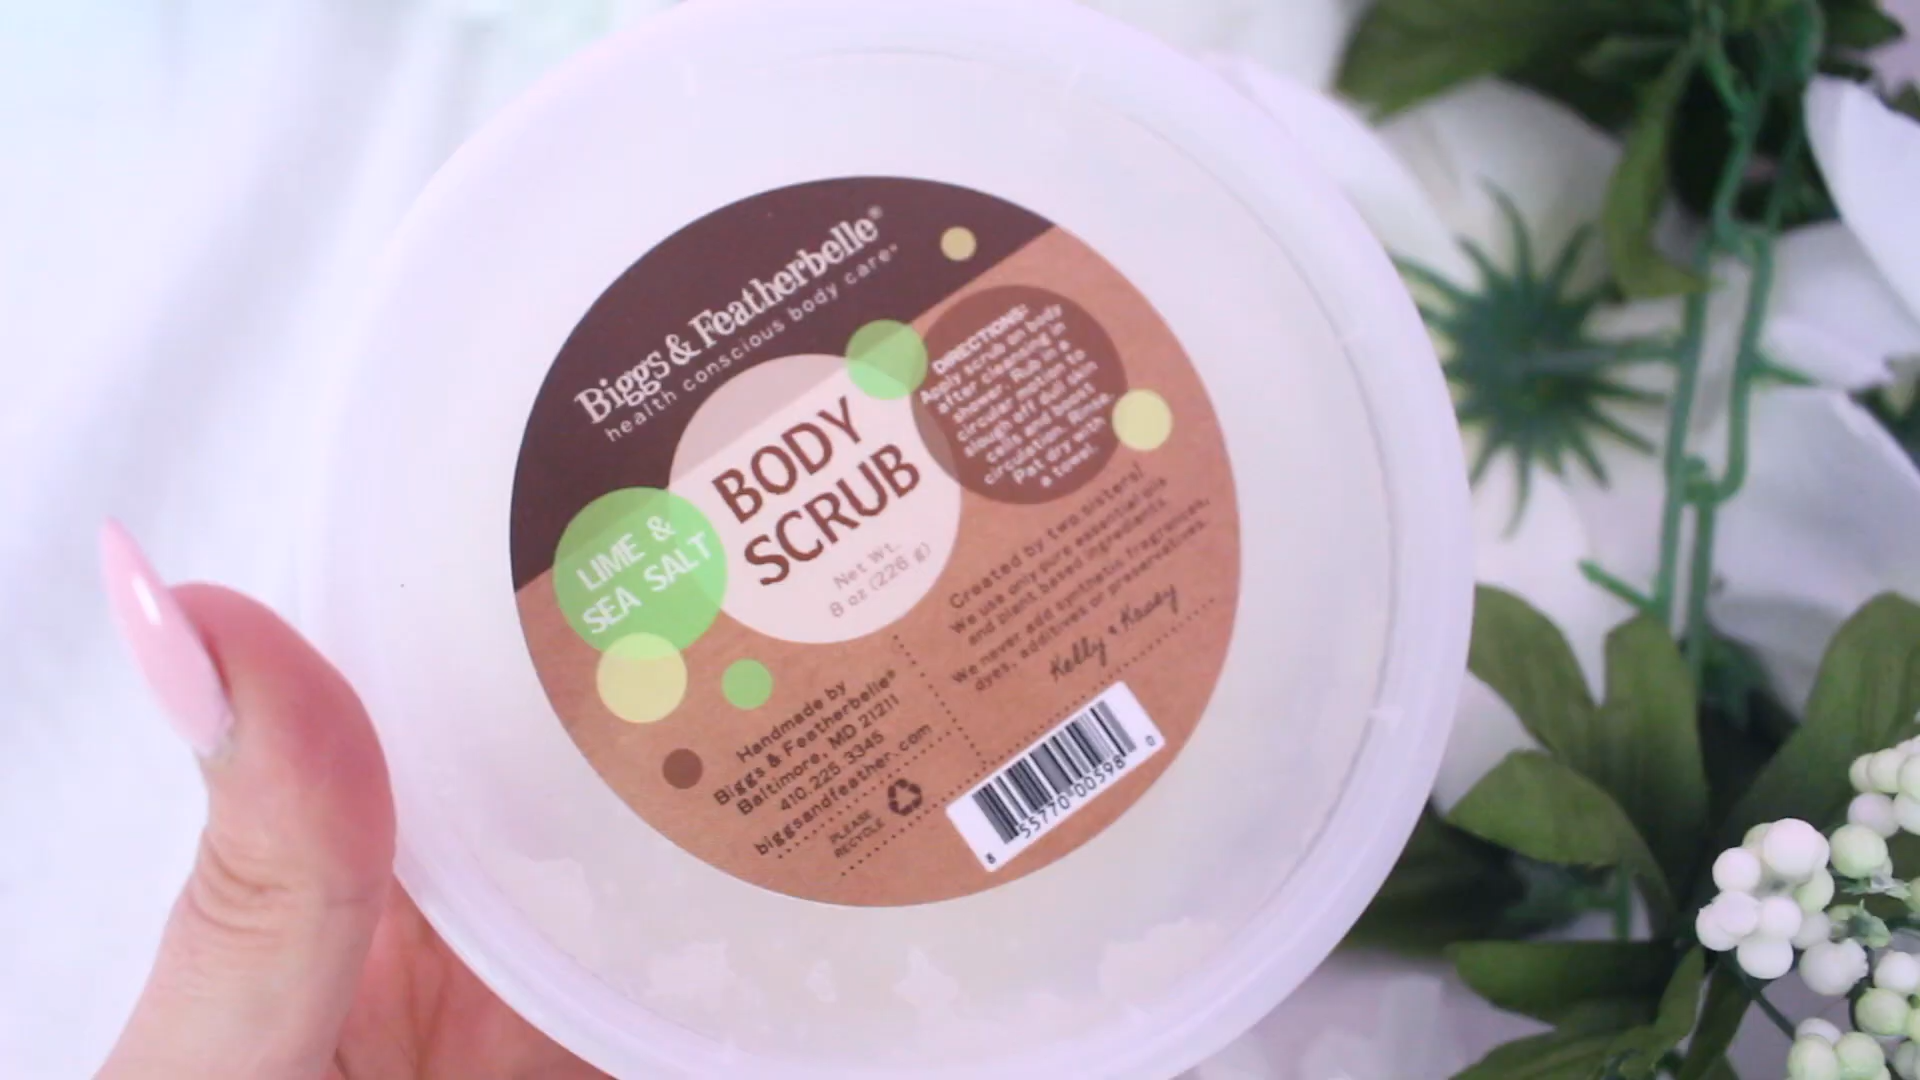 Biggs & Featherbelle®
health conscious body care®
BODY
SCRUB
Net Wt.
8 oz (226 g)
LIME &
SEA SALT
DIRECTIONS:
Apply scrub on body
after cleansing in
shower. Rub in a
circular motion to
slough off dull skin
cells and boost
circulation. Rinse.
Pat dry with
a towel.
Created by two sisters!
We use only pure essential oils
and plant based ingredients.
We never add synthetic fragrances,
dyes, additives or preservatives.
Kelly + Kasey
Handmade by
Biggs & Featherbelle®
Baltimore, MD 21211
410.225.3345
biggsandfeather.com
PLEASE
RECYCLE
8 55770 00598 0